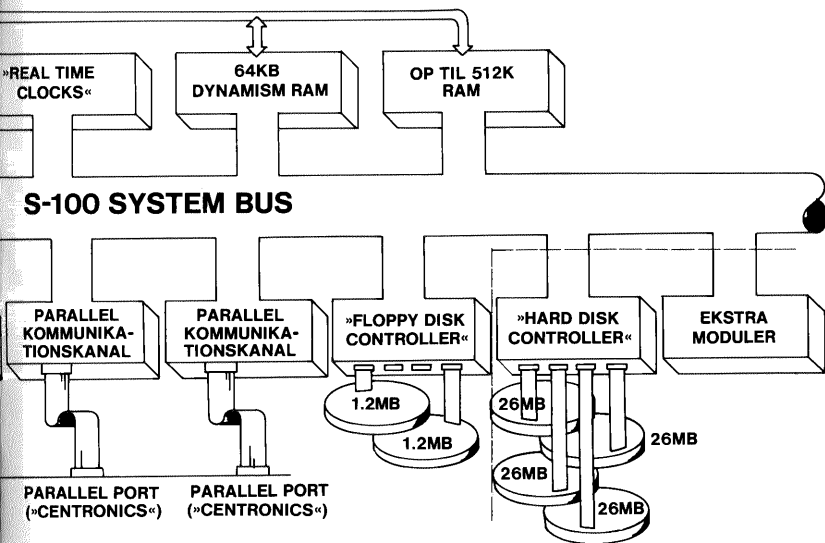 »REAL TIME
CLOCKS«
64KB
DYNAMISM RAM
OP TIL 512K
RAM
S-100 SYSTEM BUS
PARALLEL
KOMMUNIKA-
TIONSKANAL
PARALLEL
KOMMUNIKA-
TIONSKANAL
»FLOPPY DISK
CONTROLLER«
»HARD DISK
CONTROLLER«
EKSTRA
MODULER
1.2MB
1.2MB
26MB
26MB
26MB
26MB
PARALLEL PORT
(»CENTRONICS«)
PARALLEL PORT
(»CENTRONICS«)